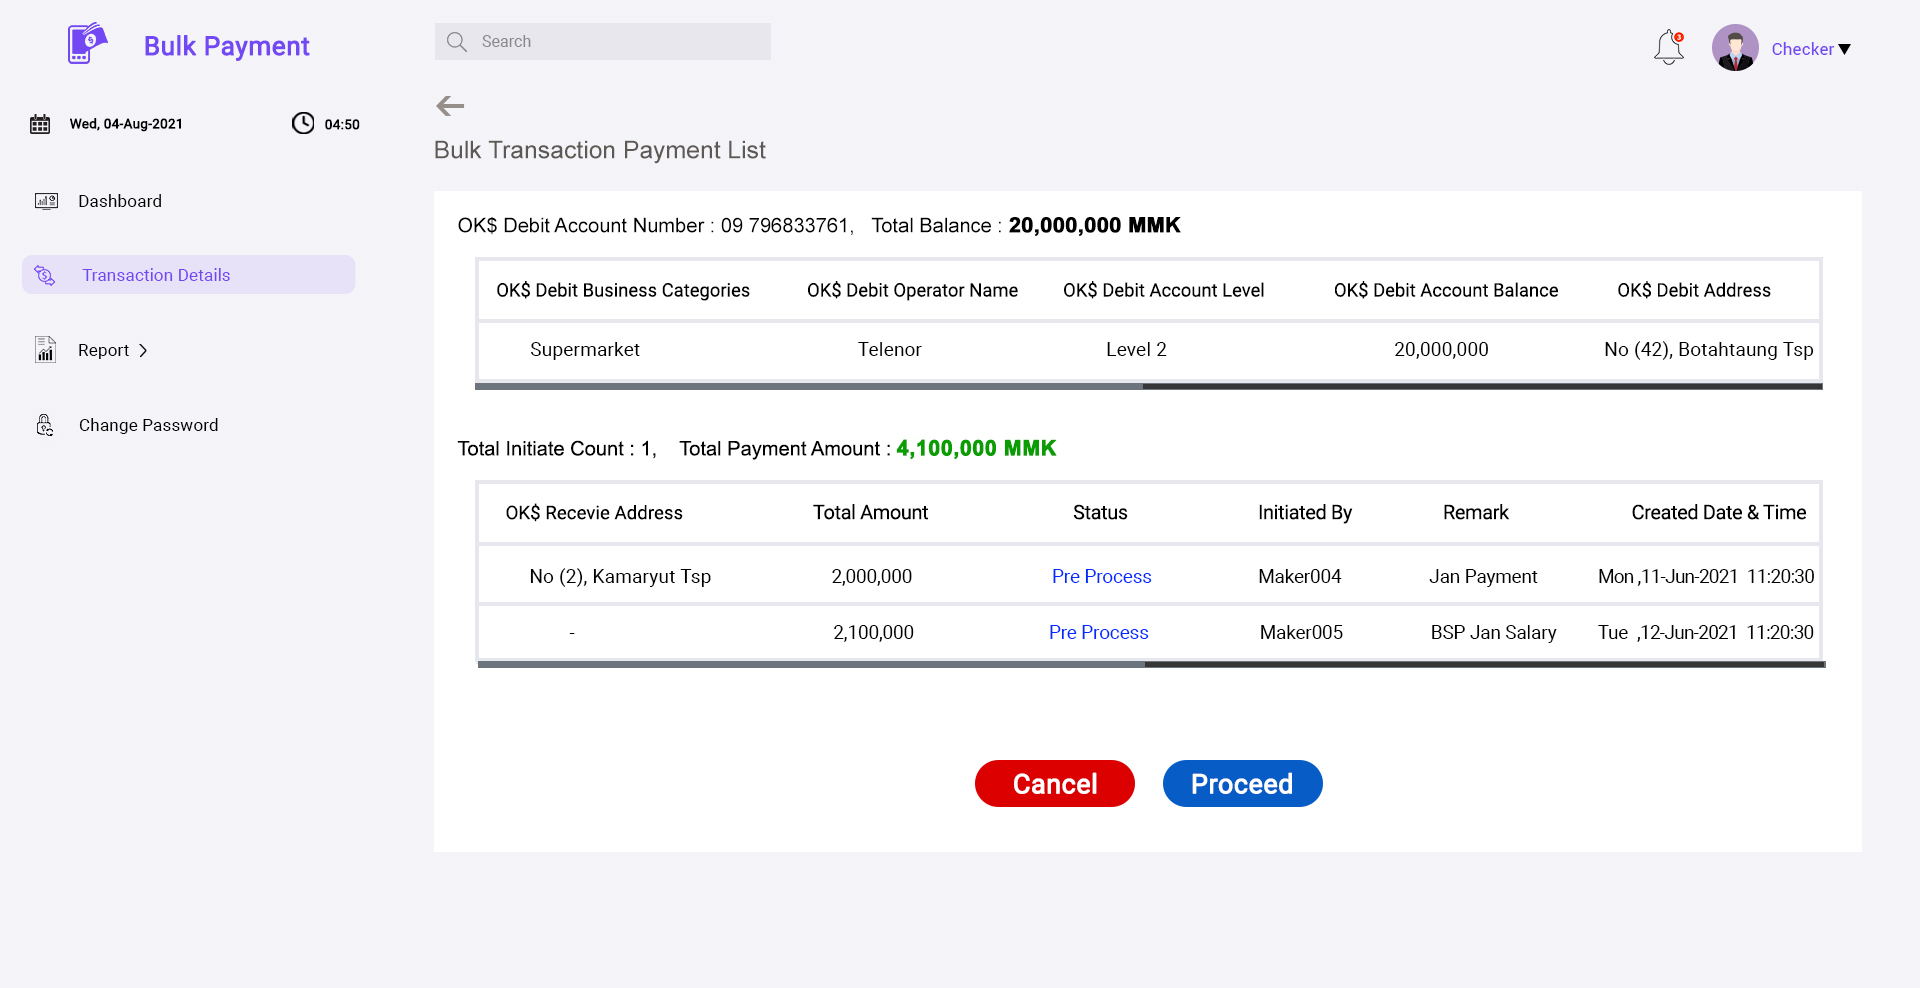 Bulk Payment
Search
3
Checker
Wed, 04-Aug-2021
04:50
Dashboard
Transaction Details
Report
Change Password
Bulk Transaction Payment List
OK$ Debit Account Number : 09 796833761, Total Balance : 20,000,000 MMK
OK$ Debit Business Categories OK$ Debit Operator Name OK$ Debit Account Level OK$ Debit Account Balance OK$ Debit Address
Supermarket Telenor Level 2 20,000,000 No (42), Botahtaung Tsp
Total Initiate Count : 1, Total Payment Amount : 4,100,000 MMK
OK$ Recevie Address Total Amount Status Initiated By Remark Created Date & Time
No (2), Kamaryut Tsp 2,000,000 Pre Process Maker004 Jan Payment Mon ,11-Jun-2021 11:20:30
- 2,100,000 Pre Process Maker005 BSP Jan Salary Tue ,12-Jun-2021 11:20:30
Cancel Proceed